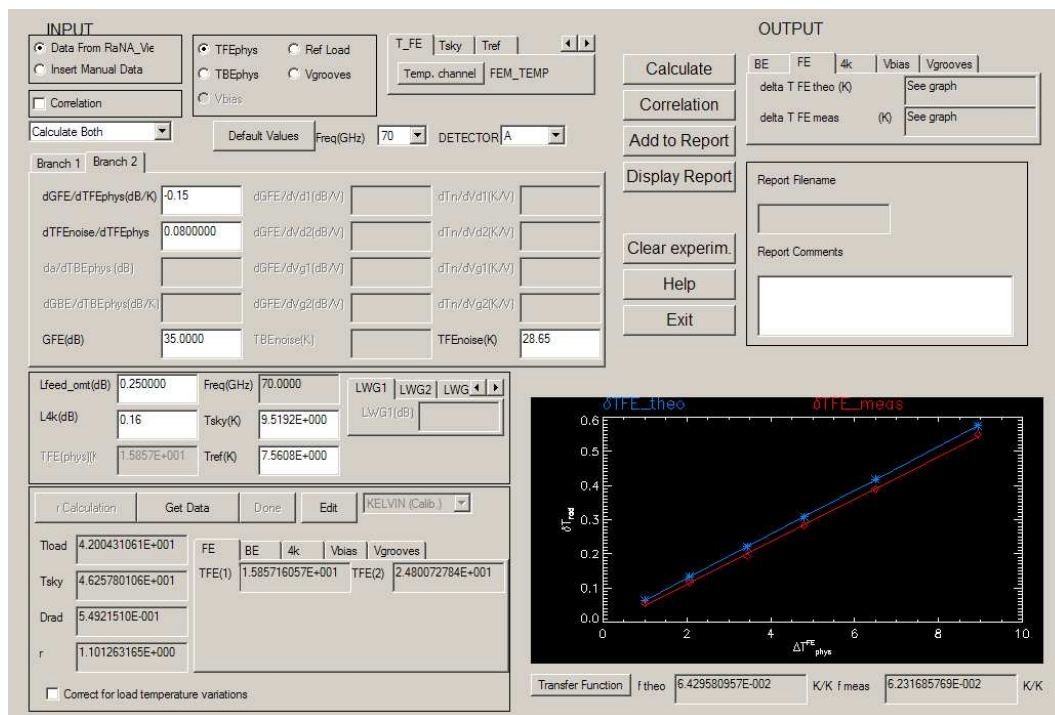 INPUT
OUTPUT
Data From RaNA_Vie
Insert Manual Data
TFEphys
Ref Load
TBEphys
Vgrooves
Vbias
T_FE
Tsky
Tref
Temp. channel
FEM_TEMP
Correlation
Calculate Both
Default Values
Freq(GHz)
70
DETECTOR
A
Calculate
Correlation
Add to Report
Display Report
Clear experim.
Help
Exit
BE
FE
4k
Vbias
Vgrooves
delta T FE theo (K)
See graph
delta T FE meas (K)
See graph
Report Filename
Report Comments
Branch 1
Branch 2
dGFE/dTFEphys(dB/K)
-0.15
dGFE/dVd1(dB/V)
dTn/dVd1(K/V)
dTFEnoise/dTFEphys
0.0800000
dGFE/dVd2(dB/V)
dTn/dVd2(K/V)
da/dTBEphys (dB)
dGFE/dVg1(dB/V)
dTn/dVg1(K/V)
dGBE/dTBEphys(dB/K)
dGFE/dVg2(dB/V)
dTn/dVg2(K/V)
GFE(dB)
35.0000
TBEnoise(K)
TFEnoise(K)
28.65
Lfeed_omt(dB)
0.250000
Freq(GHz)
70.0000
LWG1
LWG2
LWG
L4k(dB)
0.16
Tsky(K)
9.5192E+000
LWG1(dB)
TFE(phys)(K
1.5857E+001
Tref(K)
7.5608E+000
r Calculation
Get Data
Done
Edit
KELVIN (Calib.)
Tload
4.200431061E+001
FE
BE
4k
Vbias
Vgrooves
TFE(1)
1.585716057E+001
TFE(2)
2.480072784E+001
Tsky
4.625780106E+001
Drad
5.4921510E-001
r
1.101263165E+000
Correct for load temperature variations
δTFE_theo
δTFE_meas
0.6
0.5
0.4
0.3
0.2
0.1
0.0
δT_rad
0
2
4
6
8
10
ΔT^FE_phys
Transfer Function
f theo
6.429580957E-002
K/K
f meas
6.231685769E-002
K/K